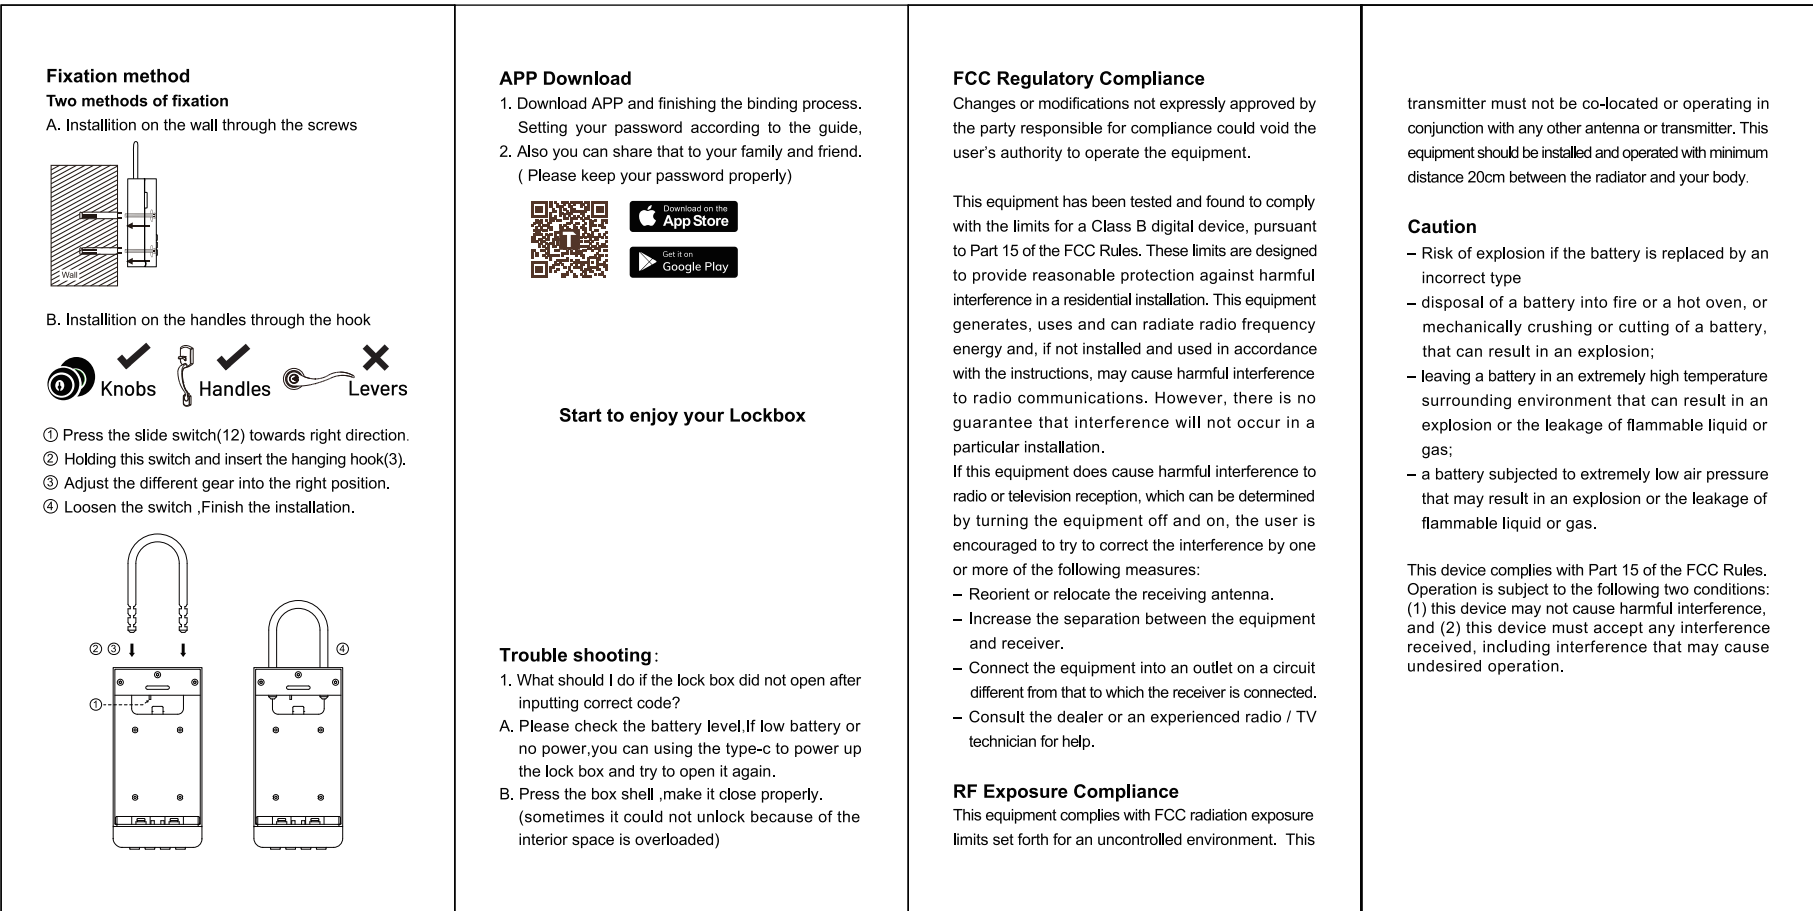 Fixation method
Two methods of fixation
A. Installition on the wall through the screws
Wall
B. Installition on the handles through the hook
Knobs
Handles
Levers
① Press the slide switch(12) towards right direction.
② Holding this switch and insert the hanging hook(3).
③ Adjust the different gear into the right position.
④ Loosen the switch ,Finish the installation.
② ③
④
①
APP Download
1. Download APP and finishing the binding process.
Setting your password according to the guide,
2. Also you can share that to your family and friend.
( Please keep your password properly)
T
Download on the
App Store
Get it on
Google Play
Start to enjoy your Lockbox
Trouble shooting:
1. What should I do if the lock box did not open after
inputting correct code?
A. Please check the battery level,If low battery or
no power,you can using the type-c to power up
the lock box and try to open it again.
B. Press the box shell ,make it close properly.
(sometimes it could not unlock because of the
interior space is overloaded)
FCC Regulatory Compliance
Changes or modifications not expressly approved by
the party responsible for compliance could void the
user's authority to operate the equipment.
This equipment has been tested and found to comply
with the limits for a Class B digital device, pursuant
to Part 15 of the FCC Rules. These limits are designed
to provide reasonable protection against harmful
interference in a residential installation. This equipment
generates, uses and can radiate radio frequency
energy and, if not installed and used in accordance
with the instructions, may cause harmful interference
to radio communications. However, there is no
guarantee that interference will not occur in a
particular installation.
If this equipment does cause harmful interference to
radio or television reception, which can be determined
by turning the equipment off and on, the user is
encouraged to try to correct the interference by one
or more of the following measures:
– Reorient or relocate the receiving antenna.
– Increase the separation between the equipment
and receiver.
– Connect the equipment into an outlet on a circuit
different from that to which the receiver is connected.
– Consult the dealer or an experienced radio / TV
technician for help.
RF Exposure Compliance
This equipment complies with FCC radiation exposure
limits set forth for an uncontrolled environment. This
transmitter must not be co-located or operating in
conjunction with any other antenna or transmitter. This
equipment should be installed and operated with minimum
distance 20cm between the radiator and your body.
Caution
– Risk of explosion if the battery is replaced by an
incorrect type
– disposal of a battery into fire or a hot oven, or
mechanically crushing or cutting of a battery,
that can result in an explosion;
– leaving a battery in an extremely high temperature
surrounding environment that can result in an
explosion or the leakage of flammable liquid or
gas;
– a battery subjected to extremely low air pressure
that may result in an explosion or the leakage of
flammable liquid or gas.
This device complies with Part 15 of the FCC Rules.
Operation is subject to the following two conditions:
(1) this device may not cause harmful interference,
and (2) this device must accept any interference
received, including interference that may cause
undesired operation.